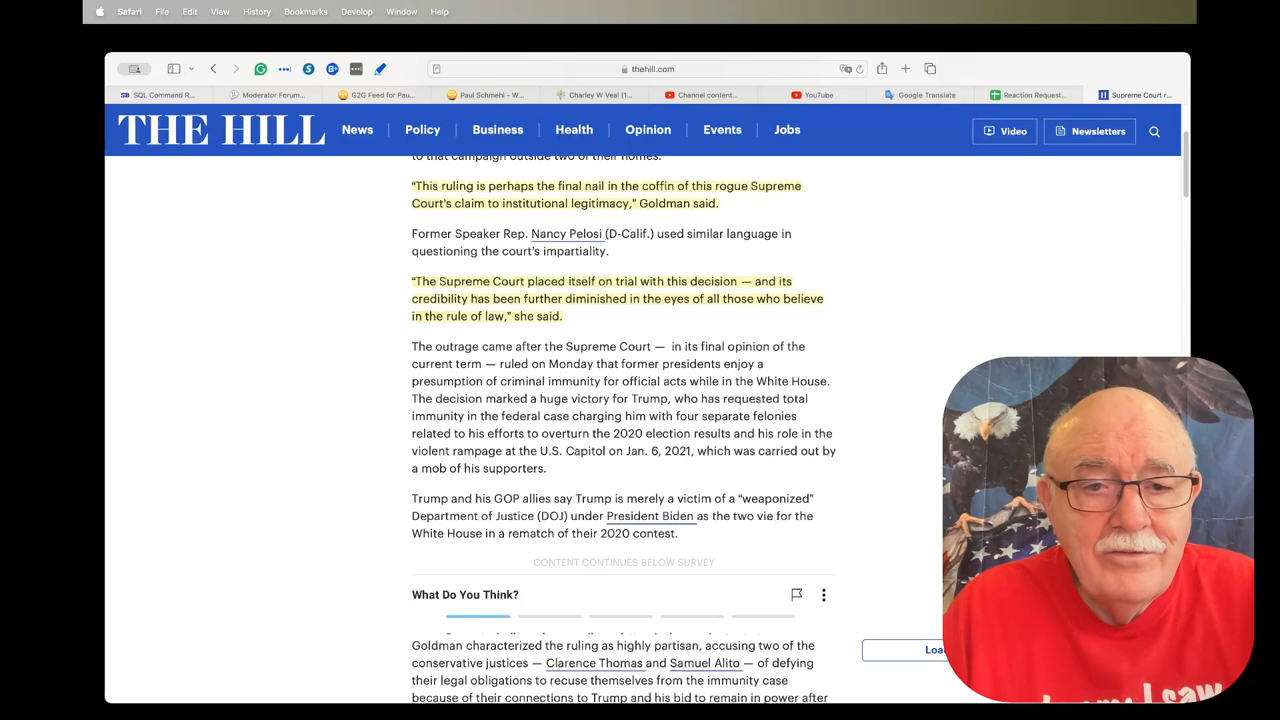 Safari File Edit View History Bookmarks Develop Window Help
thehill.com
SQL Command R... Moderator Forum... G2G Feed for Pau... Paul Schmehl - W... Charley W Veal (1... Channel content... YouTube Google Translate Reaction Request... Supreme Court r...
THE HILL News Policy Business Health Opinion Events Jobs Video Newsletters
to that campaign outside two of their homes.
“This ruling is perhaps the final nail in the coffin of this rogue Supreme
Court’s claim to institutional legitimacy,” Goldman said.
Former Speaker Rep. Nancy Pelosi (D-Calif.) used similar language in
questioning the court’s impartiality.
“The Supreme Court placed itself on trial with this decision — and its
credibility has been further diminished in the eyes of all those who believe
in the rule of law,” she said.
The outrage came after the Supreme Court — in its final opinion of the
current term — ruled on Monday that former presidents enjoy a
presumption of criminal immunity for official acts while in the White House.
The decision marked a huge victory for Trump, who has requested total
immunity in the federal case charging him with four separate felonies
related to his efforts to overturn the 2020 election results and his role in the
violent rampage at the U.S. Capitol on Jan. 6, 2021, which was carried out by
a mob of his supporters.
Trump and his GOP allies say Trump is merely a victim of a “weaponized”
Department of Justice (DOJ) under President Biden as the two vie for the
White House in a rematch of their 2020 contest.
CONTENT CONTINUES BELOW SURVEY
What Do You Think?
Goldman characterized the ruling as highly partisan, accusing two of the
conservative justices — Clarence Thomas and Samuel Alito — of defying
their legal obligations to recuse themselves from the immunity case
because of their connections to Trump and his bid to remain in power after
Loa
I saw